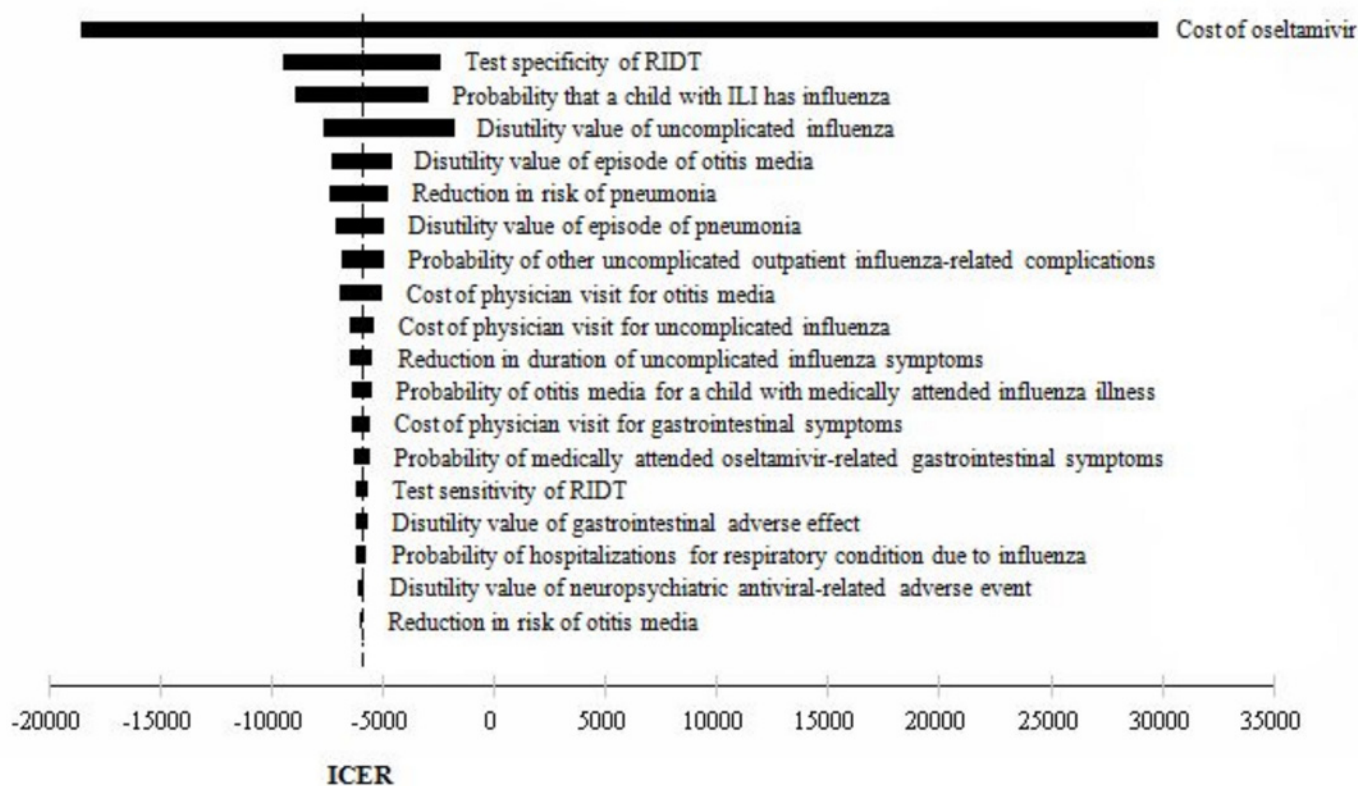 Cost of oseltamivir
Test specificity of RIDT
Probability that a child with ILI has influenza
Disutility value of uncomplicated influenza
Disutility value of episode of otitis media
Reduction in risk of pneumonia
Disutility value of episode of pneumonia
Probability of other uncomplicated outpatient influenza-related complications
Cost of physician visit for otitis media
Cost of physician visit for uncomplicated influenza
Reduction in duration of uncomplicated influenza symptoms
Probability of otitis media for a child with medically attended influenza illness
Cost of physician visit for gastrointestinal symptoms
Probability of medically attended oseltamivir-related gastrointestinal symptoms
Test sensitivity of RIDT
Disutility value of gastrointestinal adverse effect
Probability of hospitalizations for respiratory condition due to influenza
Disutility value of neuropsychiatric antiviral-related adverse event
Reduction in risk of otitis media
-20000 -15000 -10000 -5000 0 5000 10000 15000 20000 25000 30000 35000
ICER